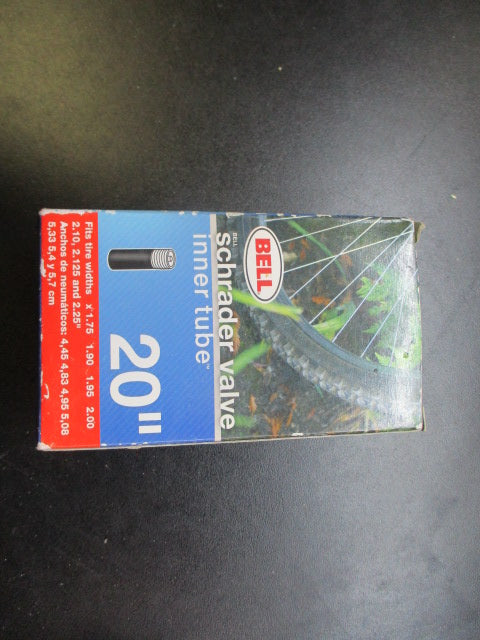 BELL
BELL
schrader valve
inner tube™
20"
Fits tire widths x 1.75 1.90 1.95 2.00
2.10, 2.125 and 2.25"
Anchos de neumáticos: 4,45 4,83 4,95 5,08
5,33 5,4 y 5,7 cm